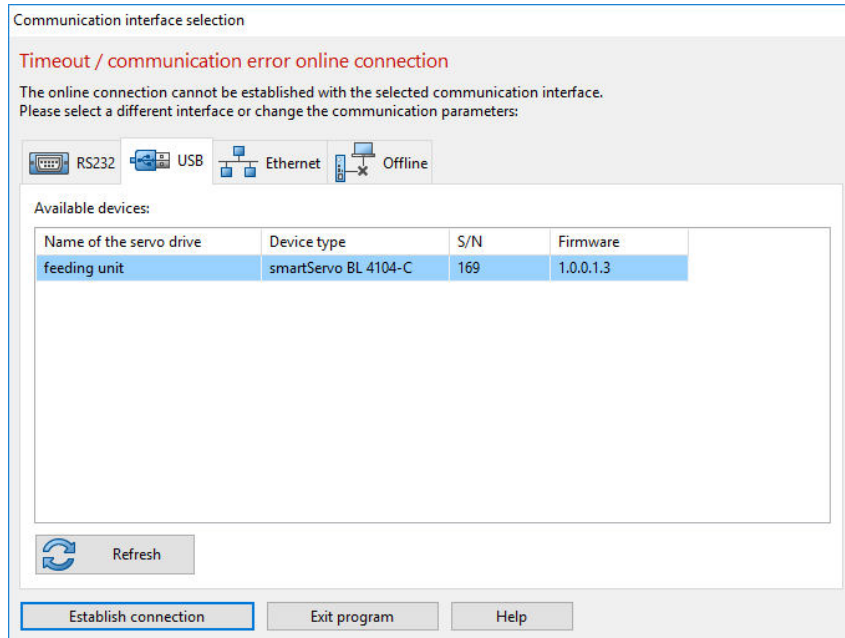 Communication interface selection
Timeout / communication error online connection
The online connection cannot be established with the selected communication interface.
Please select a different interface or change the communication parameters:
RS232 USB Ethernet Offline
Available devices:
Name of the servo drive Device type S/N Firmware
feeding unit smartServo BL 4104-C 169 1.0.0.1.3
Refresh
Establish connection Exit program Help